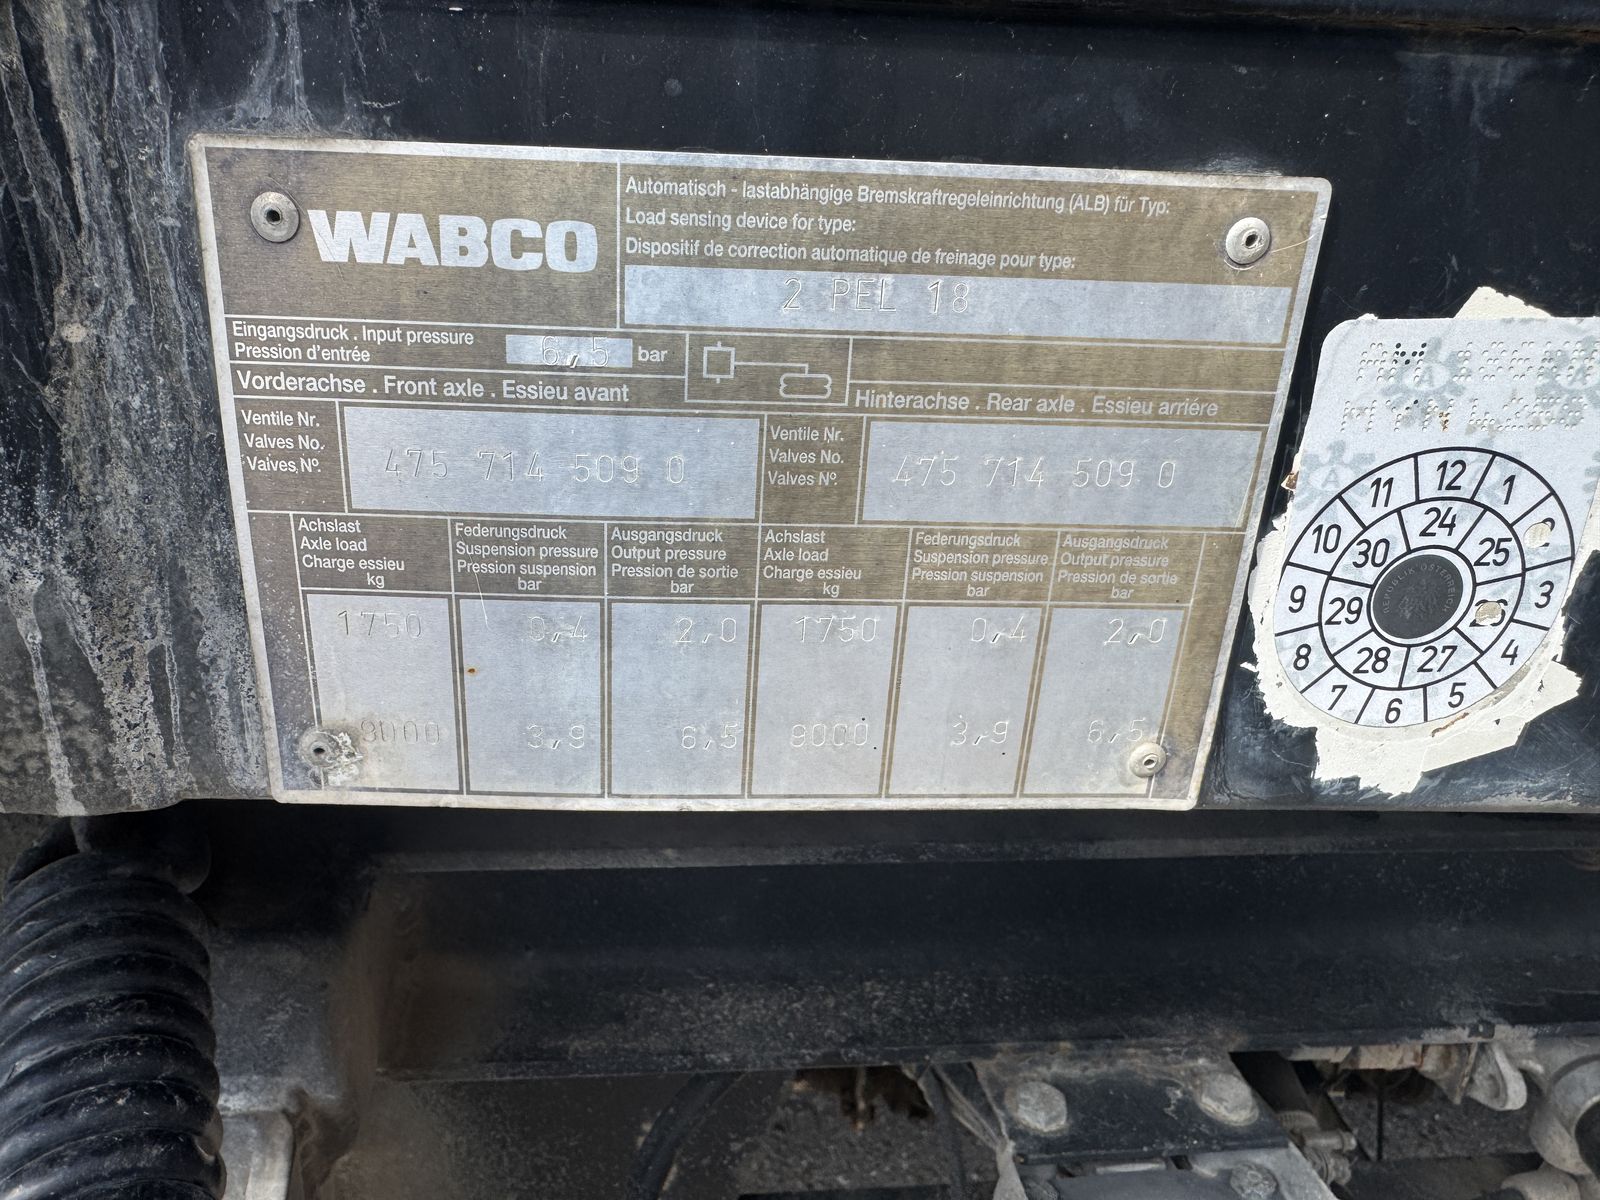 WABCO
Automatisch - lastabhängige Bremskraftregeleinrichtung (ALB) für Typ:
Load sensing device for type:
Dispositif de correction automatique de freinage pour type:
2 PEL 18
Eingangsdruck . Input pressure
Pression d'entrée
6,5 bar
Vorderachse . Front axle . Essieu avant
Hinterachse . Rear axle . Essieu arriére
Ventile Nr.
Valves No.
Valves Nº.
475 714 509 0
Ventile Nr.
Valves No.
Valves Nº.
475 714 509 0
Achslast
Axle load
Charge essieu
kg
Federungsdruck
Suspension pressure
Pression suspension
bar
Ausgangsdruck
Output pressure
Pression de sortie
bar
Achslast
Axle load
Charge essieu
kg
Federungsdruck
Suspension pressure
Pression suspension
bar
Ausgangsdruck
Output pressure
Pression de sortie
bar
1750 0,4 2,0 1750 0,4 2,0
9000 3,9 6,5 9000 3,9 6,5
12 1 2 3 4 5 6 7 8 9 10 11
24 25 26 27 28 29 30